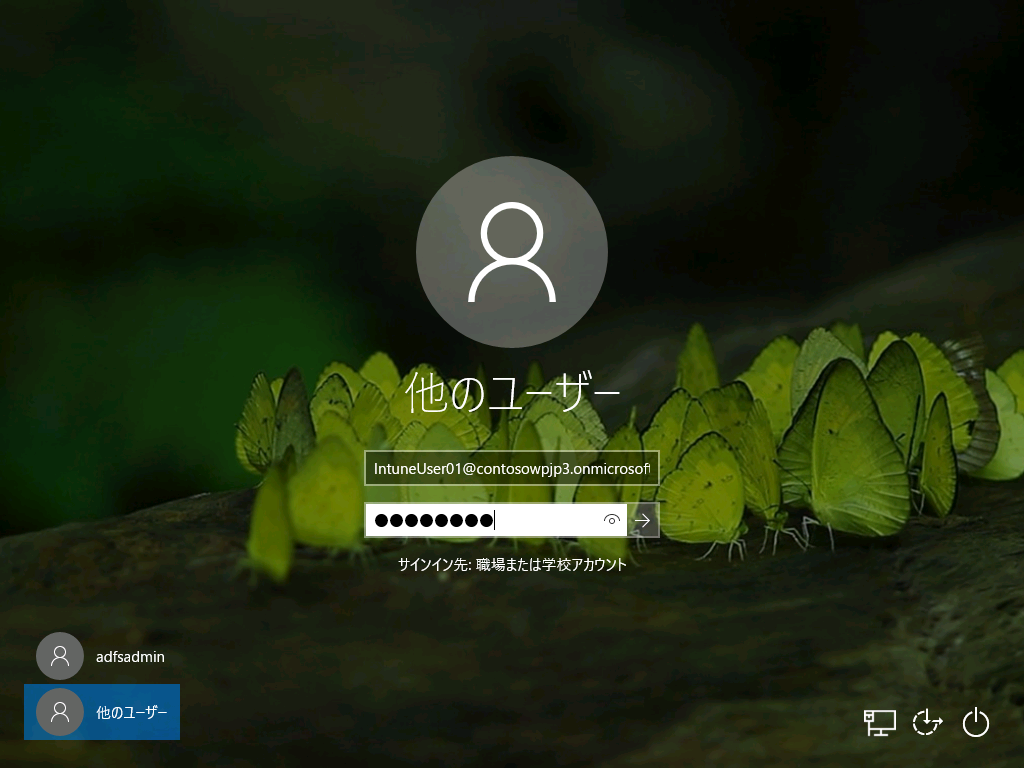 他のユーザー
IntuneUser01@contosowpjp3.onmicrosof
サインイン先: 職場または学校アカウント
adfsadmin
他のユーザー